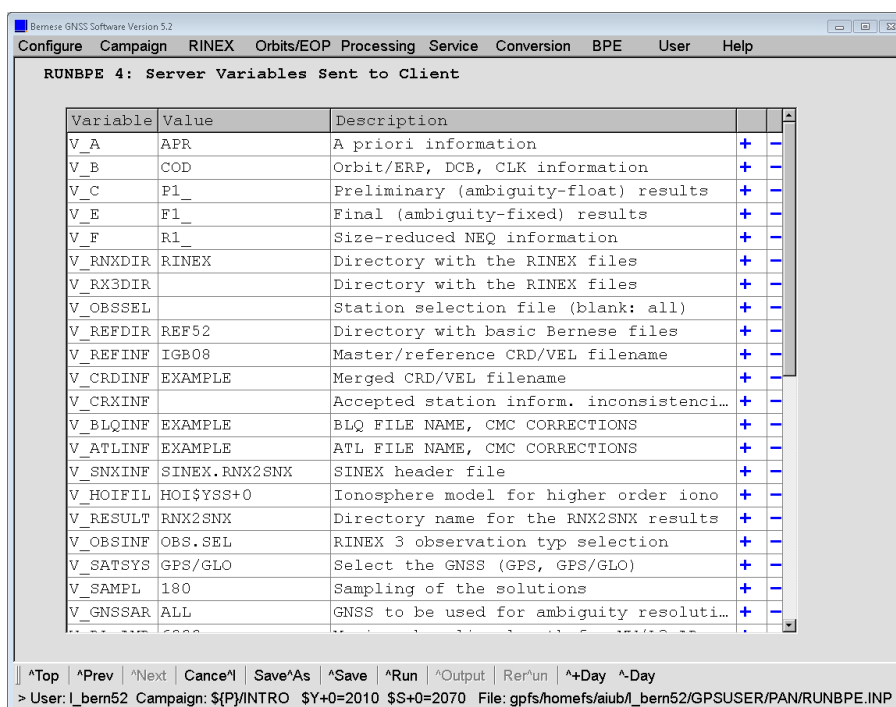 Bernese GNSS Software Version 5.2
Configure Campaign RINEX Orbits/EOP Processing Service Conversion BPE User Help
RUNBPE 4: Server Variables Sent to Client
Variable Value Description
V_A APR A priori information + −
V_B COD Orbit/ERP, DCB, CLK information + −
V_C P1_ Preliminary (ambiguity-float) results + −
V_E F1_ Final (ambiguity-fixed) results + −
V_F R1_ Size-reduced NEQ information + −
V_RNXDIR RINEX Directory with the RINEX files + −
V_RX3DIR Directory with the RINEX files + −
V_OBSSEL Station selection file (blank: all) + −
V_REFDIR REF52 Directory with basic Bernese files + −
V_REFINF IGB08 Master/reference CRD/VEL filename + −
V_CRDINF EXAMPLE Merged CRD/VEL filename + −
V_CRXINF Accepted station inform. inconsistenci… + −
V_BLQINF EXAMPLE BLQ FILE NAME, CMC CORRECTIONS + −
V_ATLINF EXAMPLE ATL FILE NAME, CMC CORRECTIONS + −
V_SNXINF SINEX.RNX2SNX SINEX header file + −
V_HOIFIL HOI$YSS+0 Ionosphere model for higher order iono + −
V_RESULT RNX2SNX Directory name for the RNX2SNX results + −
V_OBSINF OBS.SEL RINEX 3 observation typ selection + −
V_SATSYS GPS/GLO Select the GNSS (GPS, GPS/GLO) + −
V_SAMPL 180 Sampling of the solutions + −
V_GNSSAR ALL GNSS to be used for ambiguity resoluti… + −
^Top | ^Prev | ^Next | Cance^l | Save^As | ^Save | ^Run | ^Output | Rer^un | ^+Day ^-Day
> User: l_bern52 Campaign: ${P}/INTRO $Y+0=2010 $S+0=2070 File: gpfs/homefs/aiub/l_bern52/GPSUSER/PAN/RUNBPE.INP